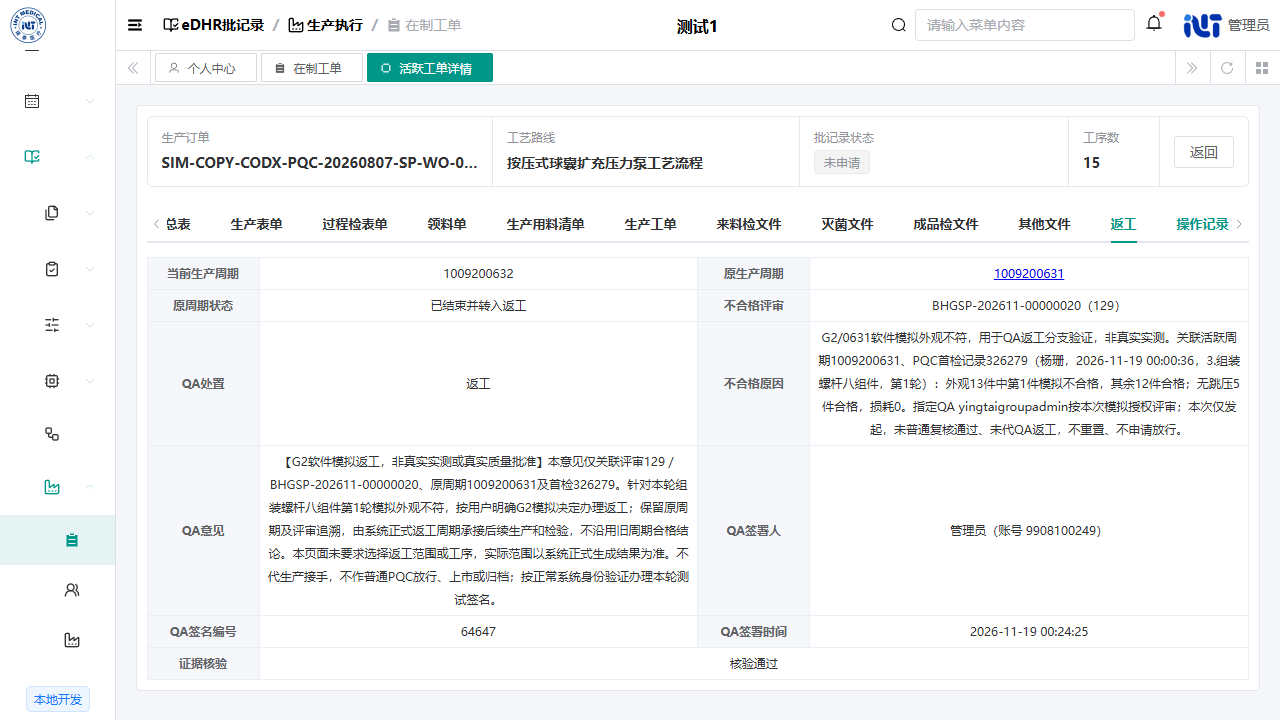 eDHR批记录 / 生产执行 / 在制工单
测试1
请输入菜单内容
管理员
个人中心
在制工单
活跃工单详情
生产订单
SIM-COPY-CODX-PQC-20260807-SP-WO-0...
工艺路线
按压式球囊扩充压力泵工艺流程
批记录状态
未申请
工序数
15
返回
总表
生产表单
过程检表单
领料单
生产用料清单
生产工单
来料检文件
灭菌文件
成品检文件
其他文件
返工
操作记录
当前生产周期
1009200632
原生产周期
1009200631
原周期状态
已结束并转入返工
不合格评审
BHGSP-202611-00000020（129）
QA处置
返工
不合格原因
G2/0631软件模拟外观不符，用于QA返工分支验证，非真实实测。关联活跃周
期1009200631、PQC首检记录326279（杨珊，2026-11-19 00:00:36，3.组装
螺杆八组件，第1轮）：外观13件中第1件模拟不合格，其余12件合格；无跳压5
件合格，损耗0。指定QA yingtaigroupadmin按本次模拟授权评审；本次仅发
起，未普通复核通过、未代QA返工，不重置、不申请放行。
QA意见
【G2软件模拟返工，非真实实测或真实质量批准】本意见仅关联评审129 /
BHGSP-202611-00000020、原周期1009200631及首检326279。针对本轮组
装螺杆八组件第1轮模拟外观不符，按用户明确G2模拟决定办理返工；保留原周
期及评审追溯，由系统正式返工周期承接后续生产和检验，不沿用旧周期合格结
论。本页面未要求选择返工范围或工序，实际范围以系统正式生成结果为准。不
代生产接手，不作普通PQC放行、上市或归档；按正常系统身份验证办理本轮测
试签名。
QA签署人
管理员（账号 9908100249）
QA签名编号
64647
QA签署时间
2026-11-19 00:24:25
证据核验
核验通过
本地开发